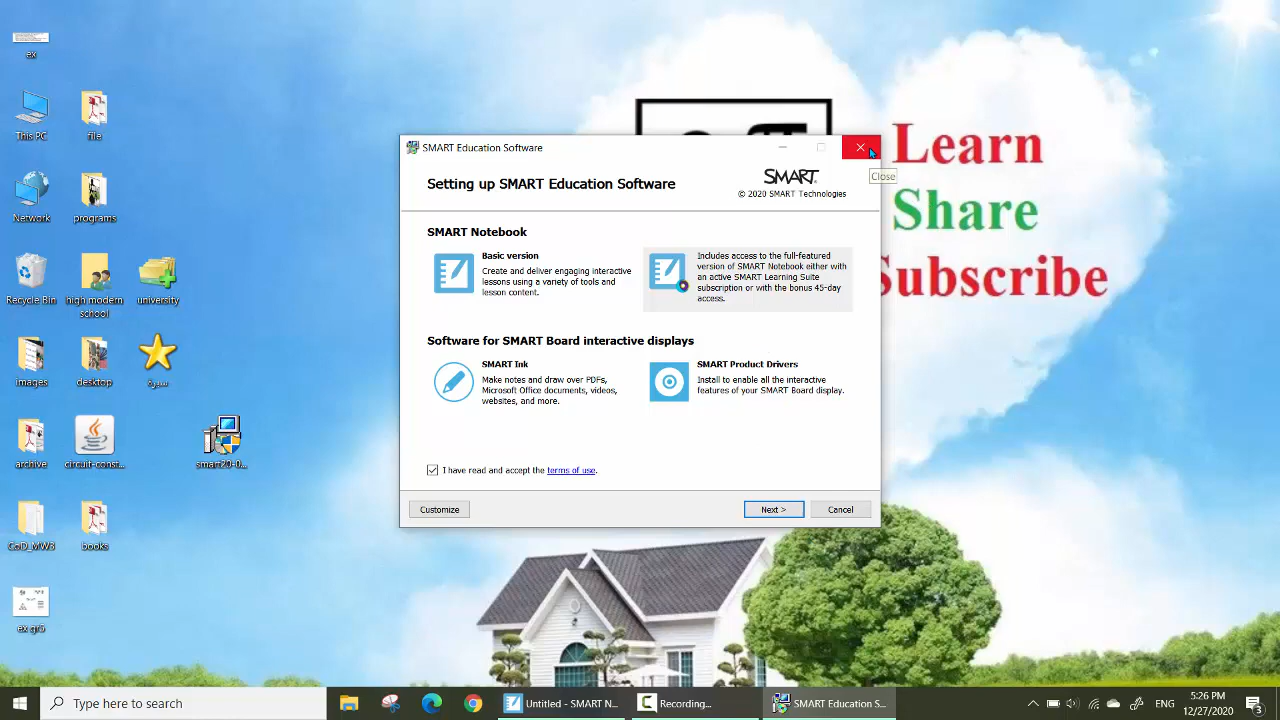 ex
This PC
file
Network
programs
Recycle Bin
high modern
school
university
images
desktop
سيرة
archive
circuit-const...
smart20-0...
CoD_MW3
books
ex gr5
Learn
Share
Subscribe
SMART Education Software
Close
Setting up SMART Education Software
SMART
© 2020 SMART Technologies
SMART Notebook
Basic version
Create and deliver engaging interactive
lessons using a variety of tools and
lesson content.
Includes access to the full-featured
version of SMART Notebook either with
an active SMART Learning Suite
subscription or with the bonus 45-day
access.
Software for SMART Board interactive displays
SMART Ink
Make notes and draw over PDFs,
Microsoft Office documents, videos,
websites, and more.
SMART Product Drivers
Install to enable all the interactive
features of your SMART Board display.
I have read and accept the terms of use.
Customize
Next >
Cancel
Type here to search
Untitled - SMART N...
Recording...
SMART Education S...
ENG
5:26 PM
12/27/2020
3